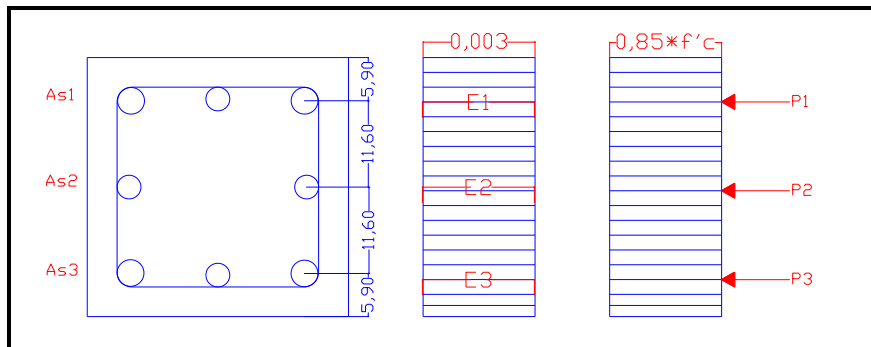 0,003
0,85*f'c
5,90
As1
E1
P1
11,60
As2
E2
P2
11,60
As3
E3
P3
5,90